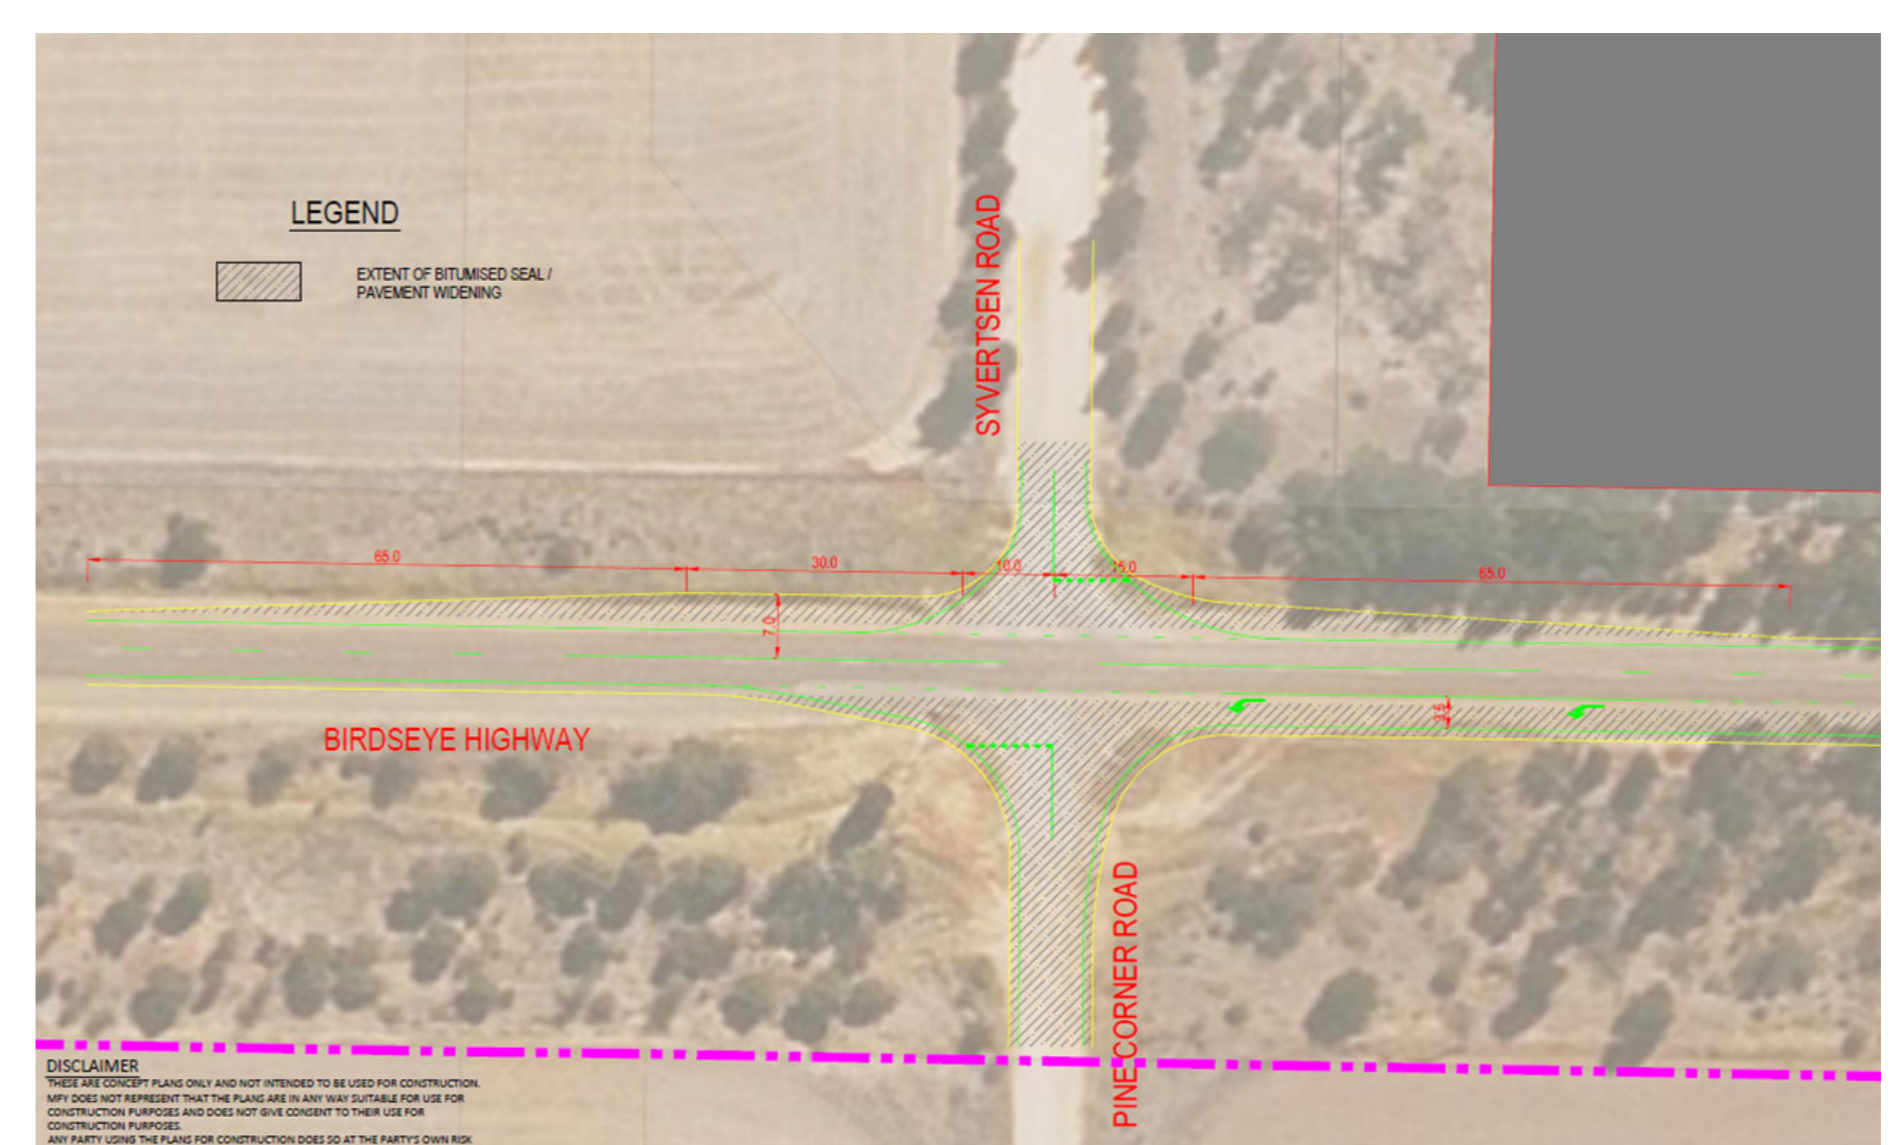 LEGEND
EXTENT OF BITUMISED SEAL /
PAVEMENT WIDENING
SYVERTSEN ROAD
65.0
30.0
10.0
15.0
65.0
7.0
3.5
BIRDSEYE HIGHWAY
PINE CORNER ROAD
DISCLAIMER
THESE ARE CONCEPT PLANS ONLY AND NOT INTENDED TO BE USED FOR CONSTRUCTION.
MFY DOES NOT REPRESENT THAT THE PLANS ARE IN ANY WAY SUITABLE FOR USE FOR
CONSTRUCTION PURPOSES AND DOES NOT GIVE CONSENT TO THEIR USE FOR
CONSTRUCTION PURPOSES.
ANY PARTY USING THE PLANS FOR CONSTRUCTION DOES SO AT THE PARTY'S OWN RISK